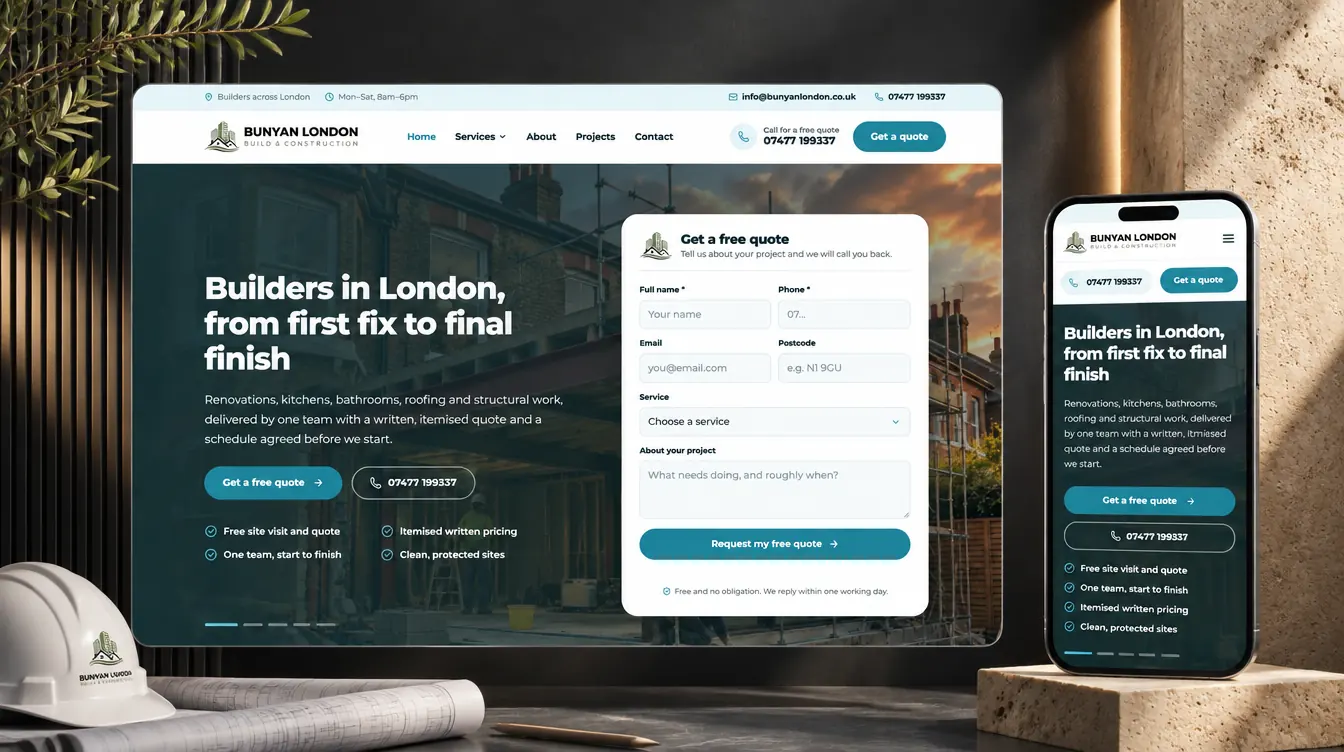 Builders across London
Mon–Sat, 8am–6pm
info@bunyanlondon.co.uk
07477 199337
BUNYAN LONDON
BUILD & CONSTRUCTION
Home
Services
About
Projects
Contact
Call for a free quote
07477 199337
Get a quote
Builders in London,
from first fix to final
finish
Renovations, kitchens, bathrooms, roofing and structural work,
delivered by one team with a written, itemised quote and a
schedule agreed before we start.
Get a free quote
07477 199337
Free site visit and quote
Itemised written pricing
One team, start to finish
Clean, protected sites
Get a free quote
Tell us about your project and we will call you back.
Full name *
Phone *
Your name
07...
Email
Postcode
you@email.com
e.g. N1 9GU
Service
Choose a service
About your project
What needs doing, and roughly when?
Request my free quote
Free and no obligation. We reply within one working day.
BUNYAN LONDON
BUILD & CONSTRUCTION
07477 199337
Get a quote
Builders in London,
from first fix to final
finish
Renovations, kitchens, bathrooms,
roofing and structural work, delivered
by one team with a written, itmiased
quote and a schedule agreed before
we start.
Get a free quote
07477 199337
Free site visit and quote
One team, start to finish
Itemised written pricing
Clean, protected sites
BUNYAN